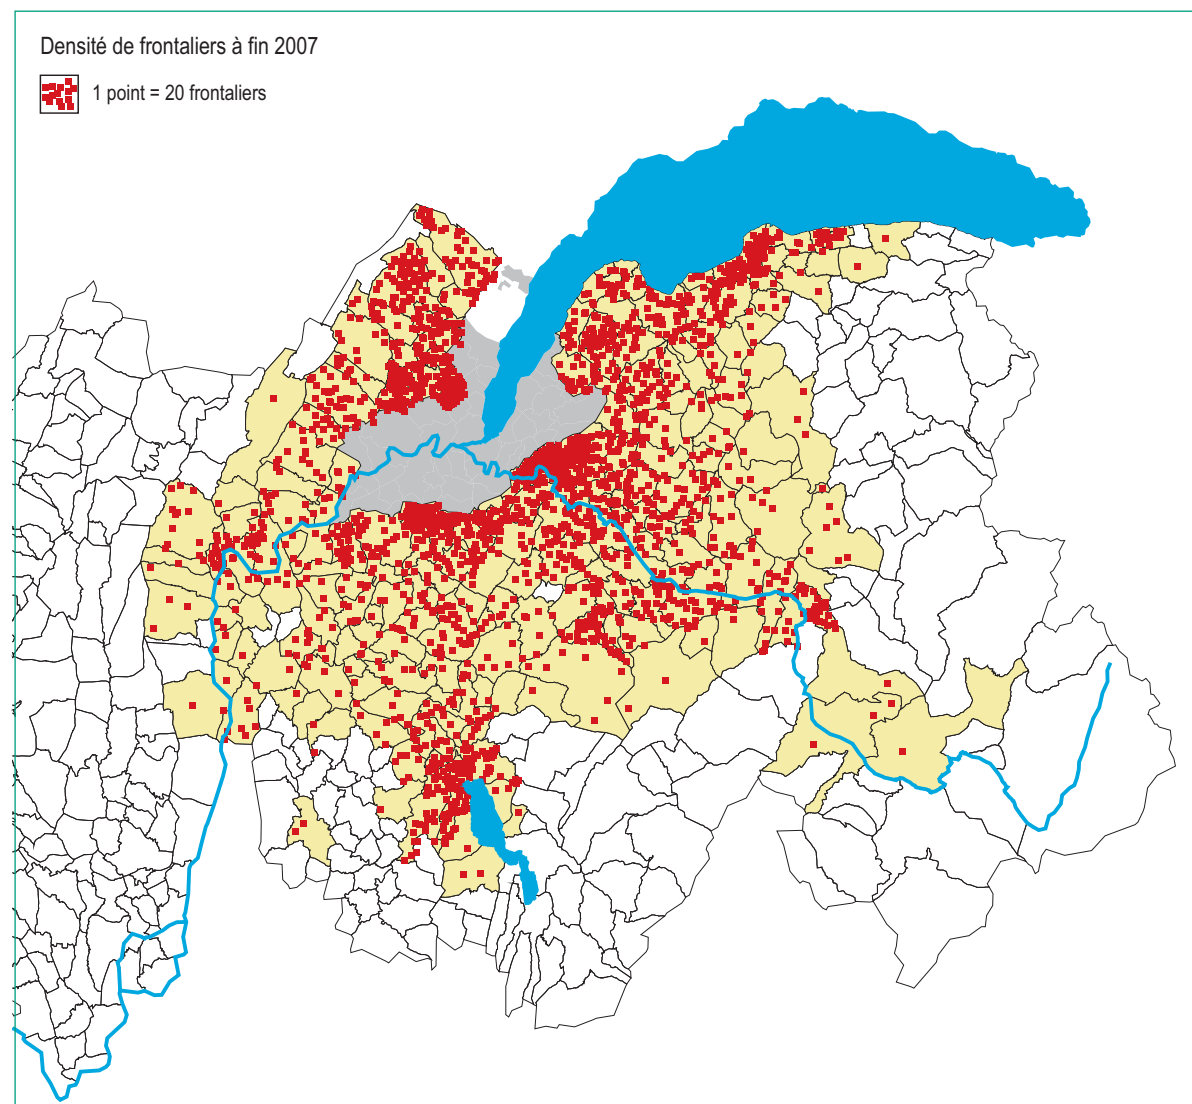 Densité de frontaliers à fin 2007
1 point = 20 frontaliers